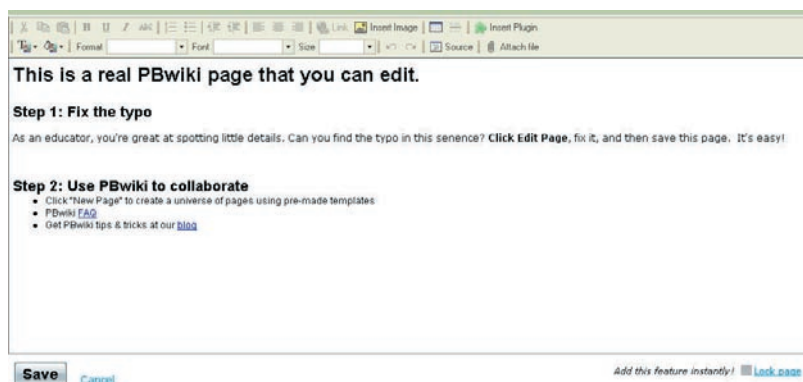 B U I ABC Link Insert Image Insert Plugin
Format Font Size Source Attach file
This is a real PBwiki page that you can edit.
Step 1: Fix the typo
As an educator, you're great at spotting little details. Can you find the typo in this senence? Click Edit Page, fix it, and then save this page. It's easy!
Step 2: Use PBwiki to collaborate
• Click "New Page" to create a universe of pages using pre-made templates
• PBwiki FAQ
• Get PBwiki tips & tricks at our blog
Save Cancel Add this feature instantly! Lock page